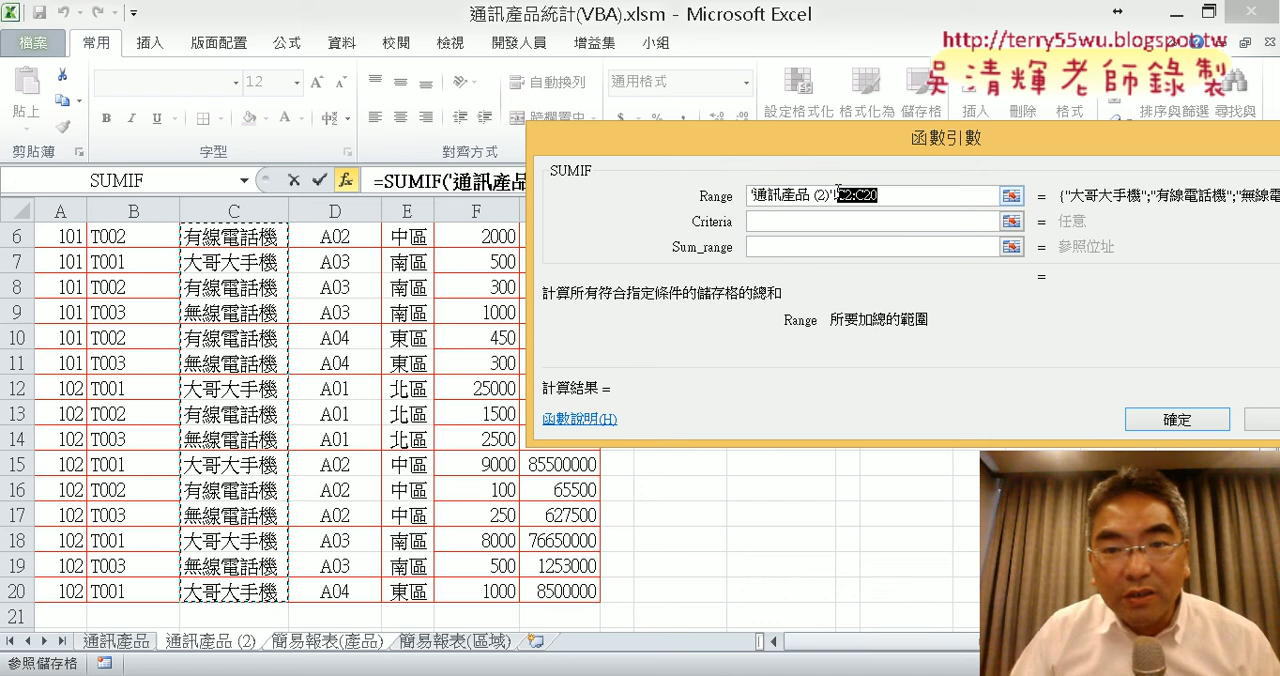 通訊產品統計(VBA).xlsm - Microsoft Excel
檔案 常用 插入 版面配置 公式 資料 校閱 檢視 開發人員 增益集 小組
http://terry55wu.blogspot.tw
吳清輝老師錄製
貼上 12 自動換列 通用格式
B I U A 設定格式化 格式化為 儲存格 插入 刪除 格式 排序與篩選 尋找與
剪貼簿 字型 對齊方式
函數引數
SUMIF =SUMIF('通訊產品
SUMIF
Range '通訊產品 (2)'!C2:C20 = {"大哥大手機";"有線電話機";"無線電
Criteria = 任意
Sum_range = 參照位址
=
計算所有符合指定條件的儲存格的總和
Range 所要加總的範圍
計算結果 =
函數說明(H) 確定
A B C D E F
6 101 T002 有線電話機 A02 中區 2000
7 101 T001 大哥大手機 A03 南區 500
8 101 T002 有線電話機 A03 南區 300
9 101 T003 無線電話機 A03 南區 1000
10 101 T002 有線電話機 A04 東區 450
11 101 T003 無線電話機 A04 東區 300
12 102 T001 大哥大手機 A01 北區 25000
13 102 T002 有線電話機 A01 北區 1500
14 102 T003 無線電話機 A01 北區 2500
15 102 T001 大哥大手機 A02 中區 9000 85500000
16 102 T002 有線電話機 A02 中區 100 65500
17 102 T003 無線電話機 A02 中區 250 627500
18 102 T001 大哥大手機 A03 南區 8000 76650000
19 102 T003 無線電話機 A03 南區 500 1253000
20 102 T001 大哥大手機 A04 東區 1000 8500000
21
通訊產品 通訊產品 (2) 簡易報表(產品) 簡易報表(區域)
參照儲存格